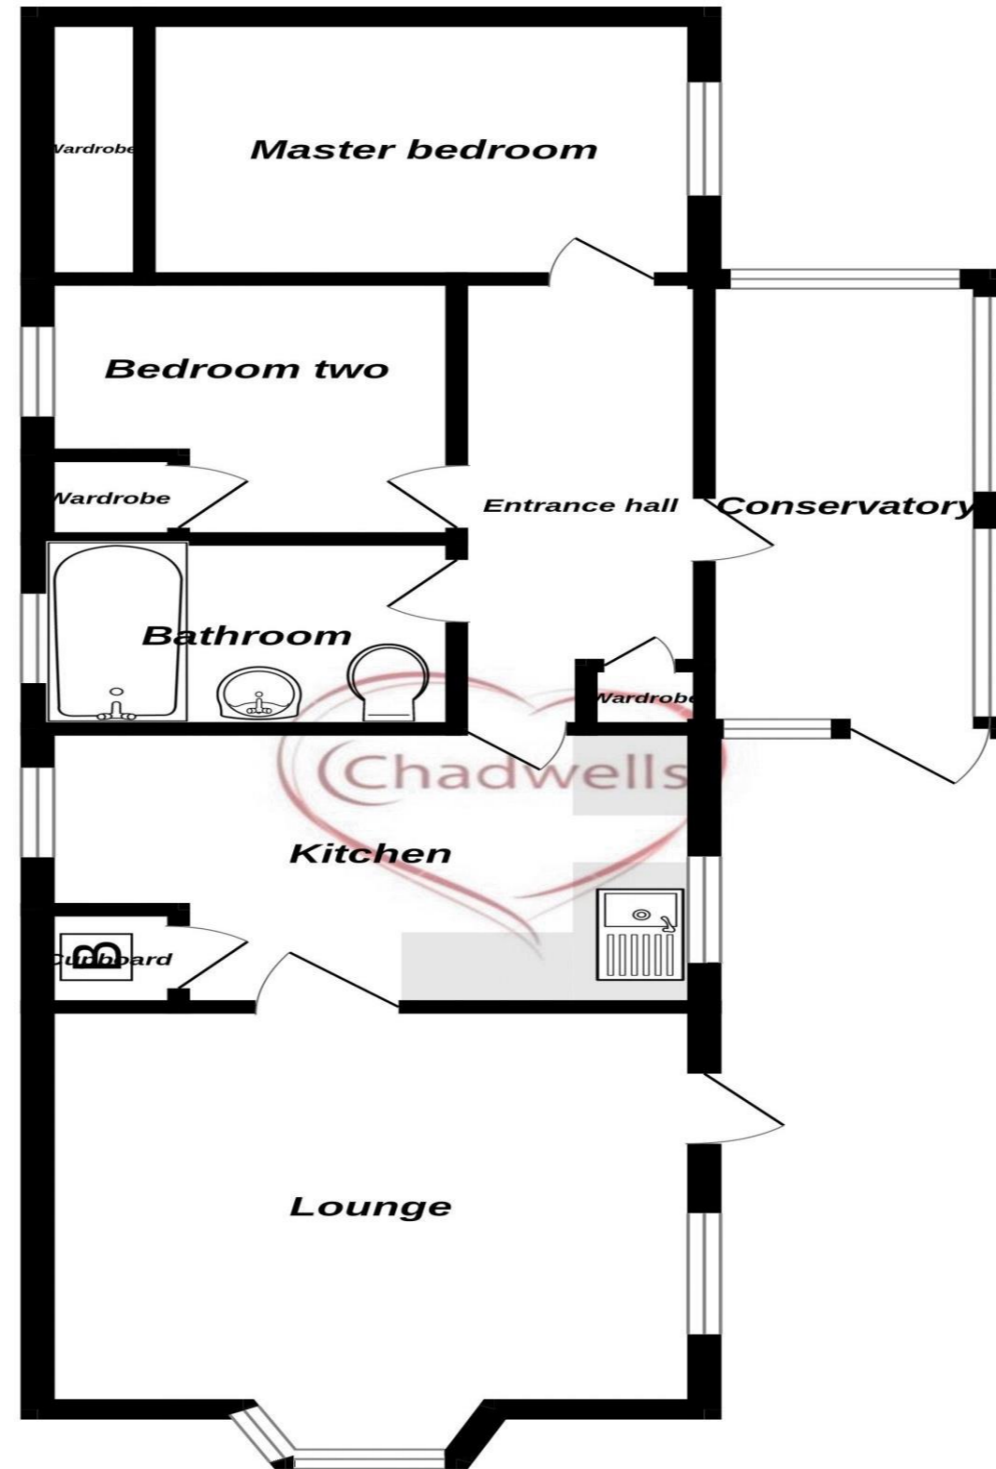 Wardrobe
Master bedroom
Bedroom two
Wardrobe
Entrance hall
Conservatory
Bathroom
Wardrobe
Chadwells
Kitchen
B
Cupboard
Lounge